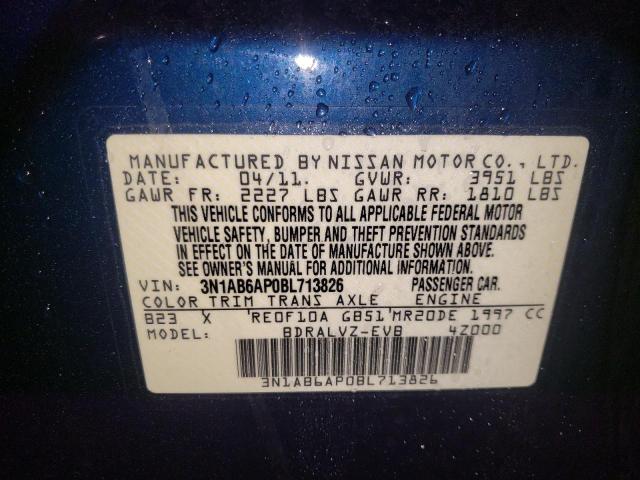 MANUFACTURED BY NISSAN MOTOR CO., LTD.
DATE: 04/11. GVWR: 3951 LBS
GAWR FR: 2227 LBS GAWR RR: 1810 LBS
THIS VEHICLE CONFORMS TO ALL APPLICABLE FEDERAL MOTOR
VEHICLE SAFETY, BUMPER AND THEFT PREVENTION STANDARDS
IN EFFECT ON THE DATE OF MANUFACTURE SHOWN ABOVE.
SEE OWNER'S MANUAL FOR ADDITIONAL INFORMATION.
VIN: 3N1AB6AP0BL713826 PASSENGER CAR.
COLOR TRIM TRANS AXLE ENGINE
B23 X 'RE0F10A GB51'MR20DE 1997 CC
MODEL: BDRALVZ-EVB 4Z000
3N1AB6AP0BL713826